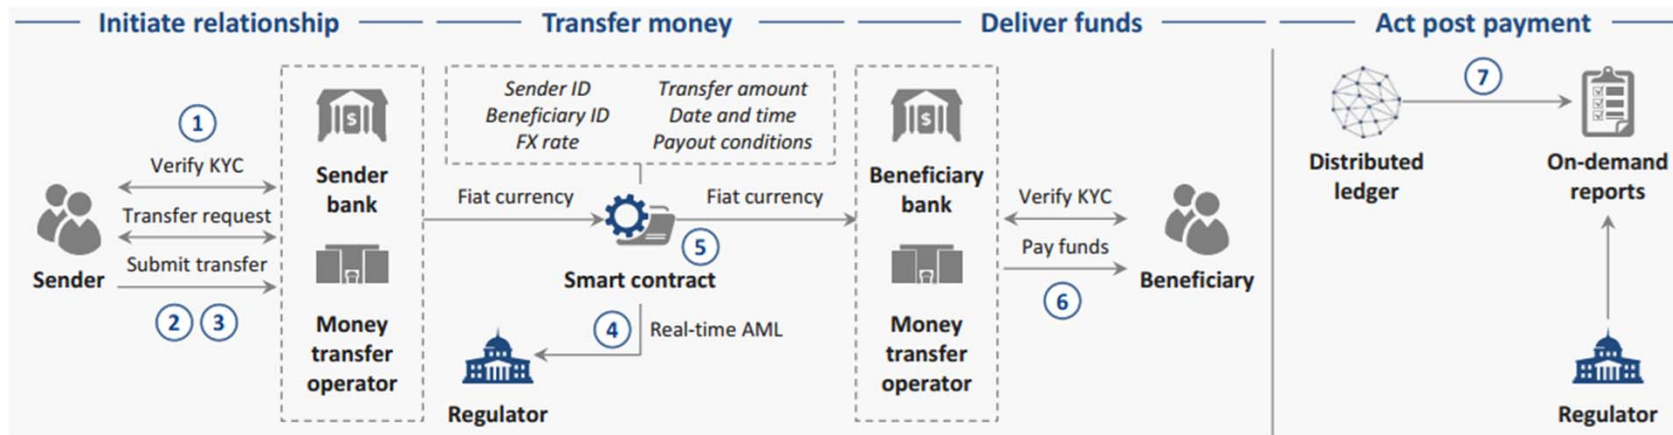 Initiate relationship
Transfer money
Deliver funds
Act post payment
1
Verify KYC
Transfer request
Submit transfer
2 3
Sender
$
Sender
bank
Money
transfer
operator
Sender ID
Beneficiary ID
FX rate
Transfer amount
Date and time
Payout conditions
Fiat currency
Fiat currency
5
Smart contract
4
Real-time AML
Regulator
$
Beneficiary
bank
Money
transfer
operator
Verify KYC
Pay funds
6
Beneficiary
7
Distributed
ledger
On-demand
reports
Regulator